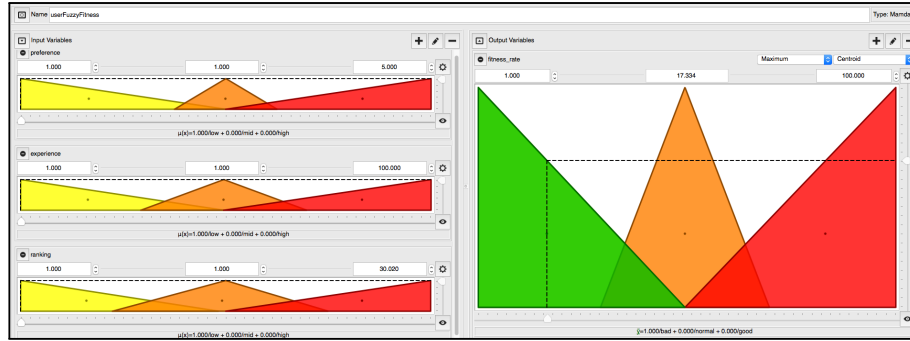 Name userFuzzyFitness Type: Mamda
Input Variables
preference
1.000 1.000 5.000
μ(x)=1.000/low + 0.000/mid + 0.000/high
experience
1.000 1.000 100.000
μ(x)=1.000/low + 0.000/mid + 0.000/high
ranking
1.000 1.000 30.020
μ(x)=1.000/low + 0.000/mid + 0.000/high
Output Variables
fitness_rate Maximum Centroid
1.000 17.334 100.000
ỹ=1.000/bad + 0.000/normal + 0.000/good